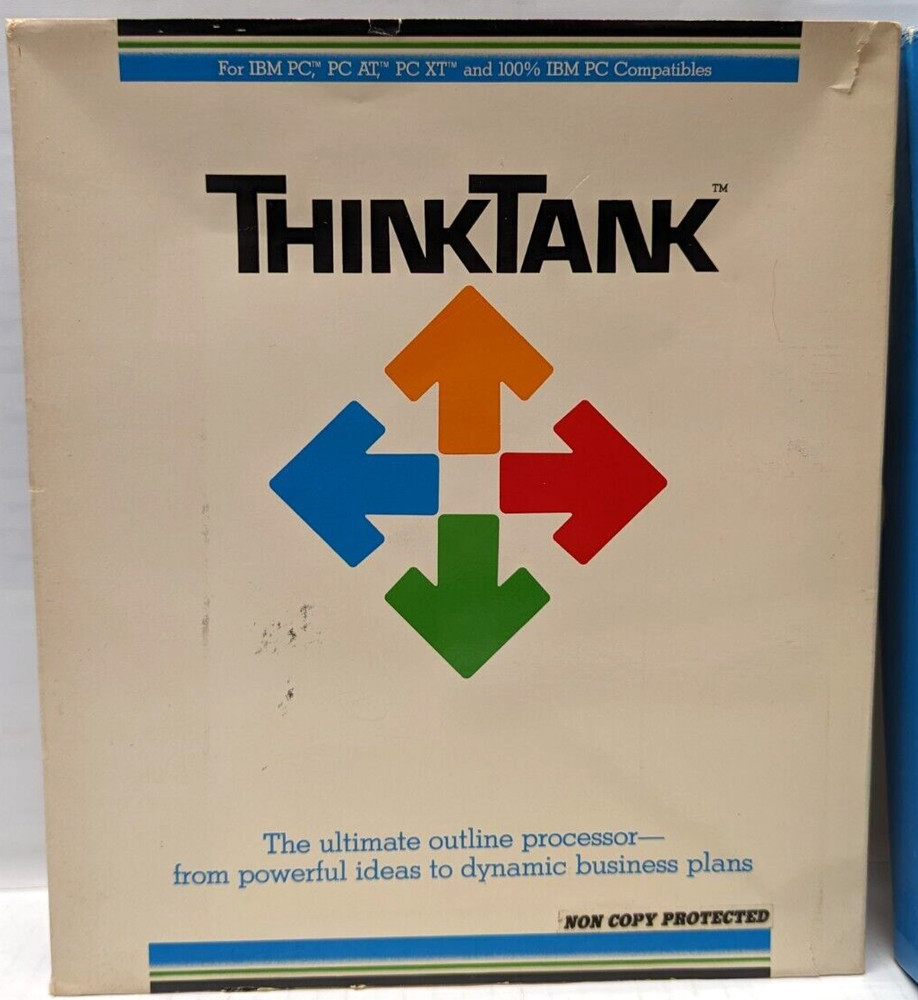 For IBM PC,™ PC AT,™ PC XT™ and 100% IBM PC Compatibles
THINKTANK™
The ultimate outline processor—
from powerful ideas to dynamic business plans
NON COPY PROTECTED